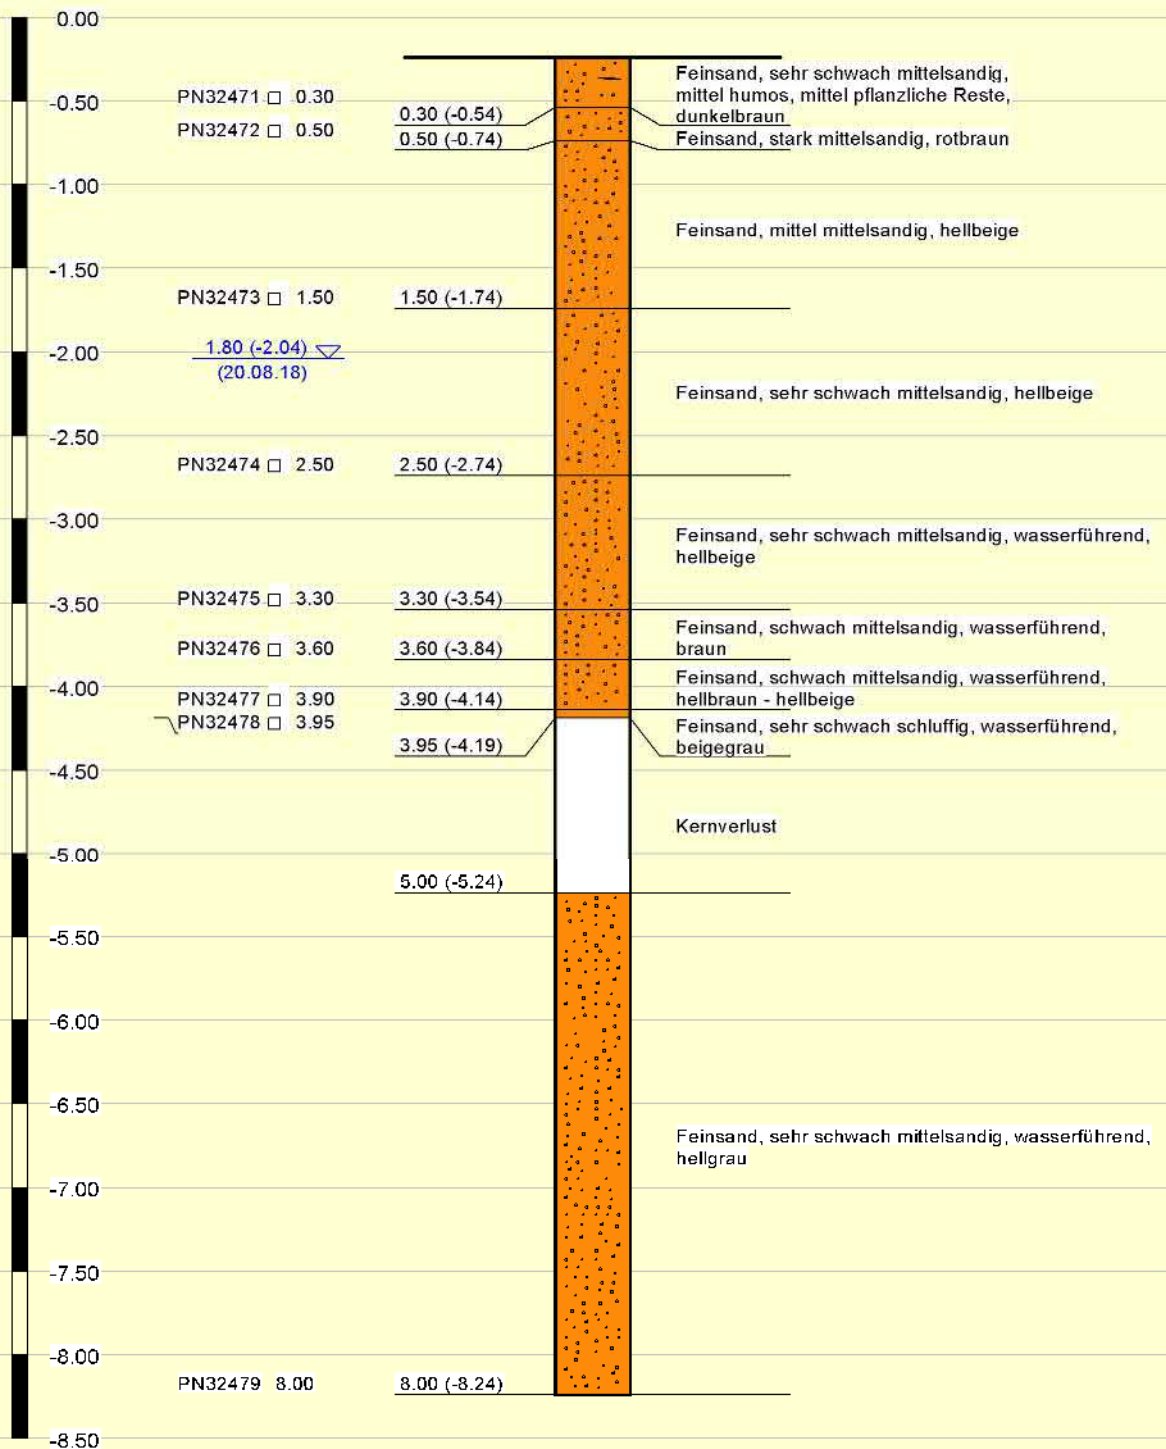 0.00
-0.50
-1.00
-1.50
-2.00
-2.50
-3.00
-3.50
-4.00
-4.50
-5.00
-5.50
-6.00
-6.50
-7.00
-7.50
-8.00
-8.50
PN32471 0.30
PN32472 0.50
PN32473 1.50
1.80 (-2.04)
(20.08.18)
PN32474 2.50
PN32475 3.30
PN32476 3.60
PN32477 3.90
PN32478 3.95
PN32479 8.00
0.30 (-0.54)
0.50 (-0.74)
1.50 (-1.74)
2.50 (-2.74)
3.30 (-3.54)
3.60 (-3.84)
3.90 (-4.14)
3.95 (-4.19)
5.00 (-5.24)
8.00 (-8.24)
Feinsand, sehr schwach mittelsandig,
mittel humos, mittel pflanzliche Reste,
dunkelbraun
Feinsand, stark mittelsandig, rotbraun
Feinsand, mittel mittelsandig, hellbeige
Feinsand, sehr schwach mittelsandig, hellbeige
Feinsand, sehr schwach mittelsandig, wasserführend,
hellbeige
Feinsand, schwach mittelsandig, wasserführend,
braun
Feinsand, schwach mittelsandig, wasserführend,
hellbraun - hellbeige
Feinsand, sehr schwach schluffig, wasserführend,
beigegrau
Kernverlust
Feinsand, sehr schwach mittelsandig, wasserführend,
hellgrau